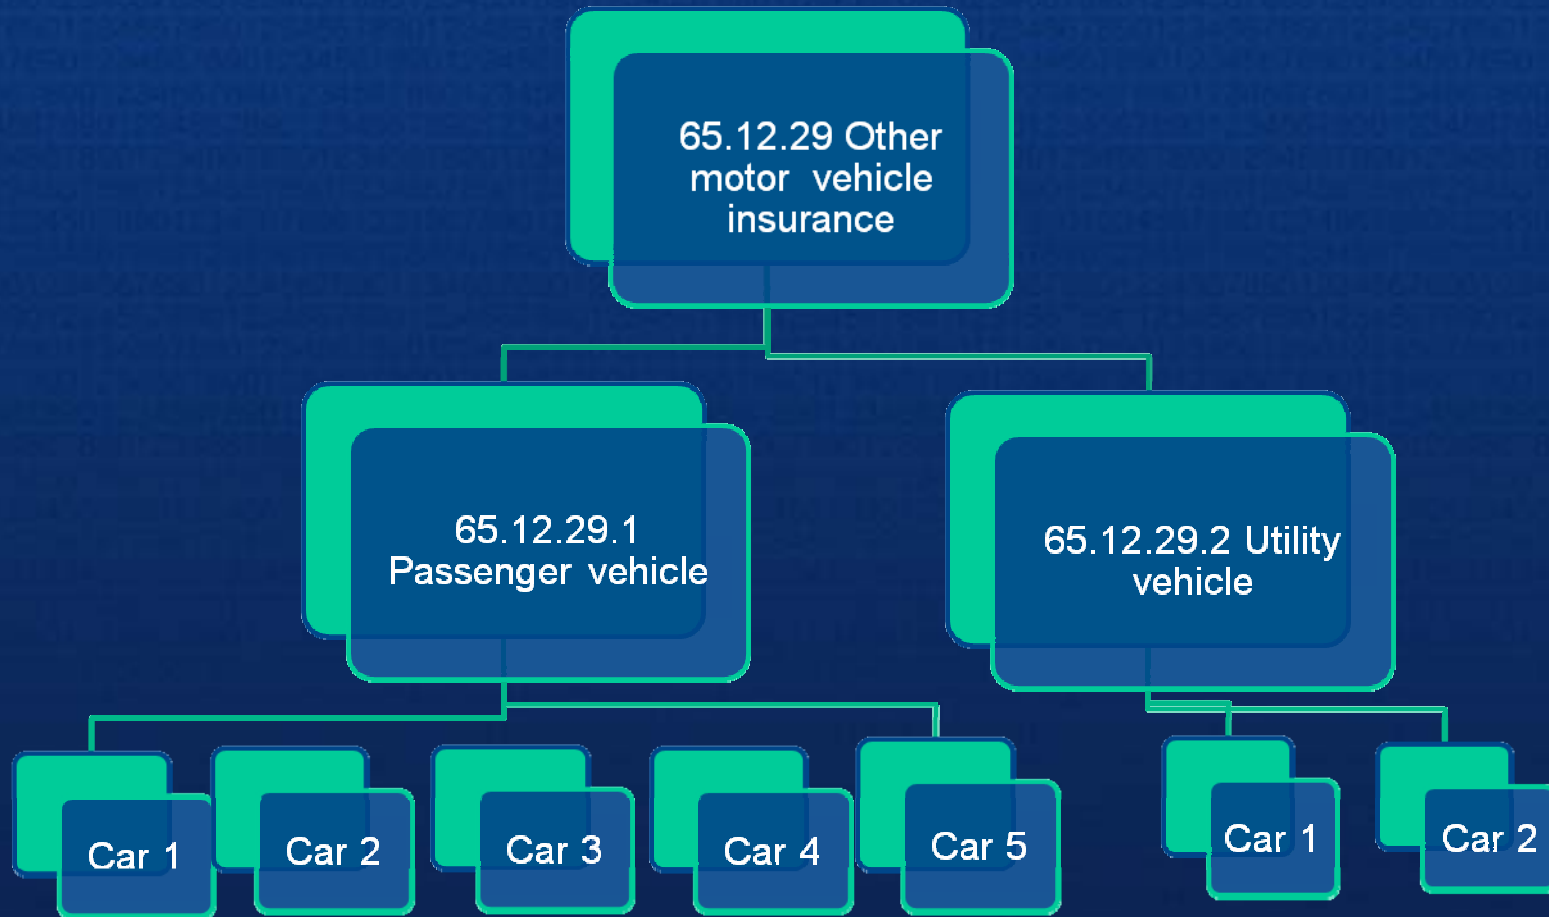 65.12.29 Other
motor vehicle
insurance
65.12.29.1
Passenger vehicle
65.12.29.2 Utility
vehicle
Car 1
Car 2
Car 3
Car 4
Car 5
Car 1
Car 2